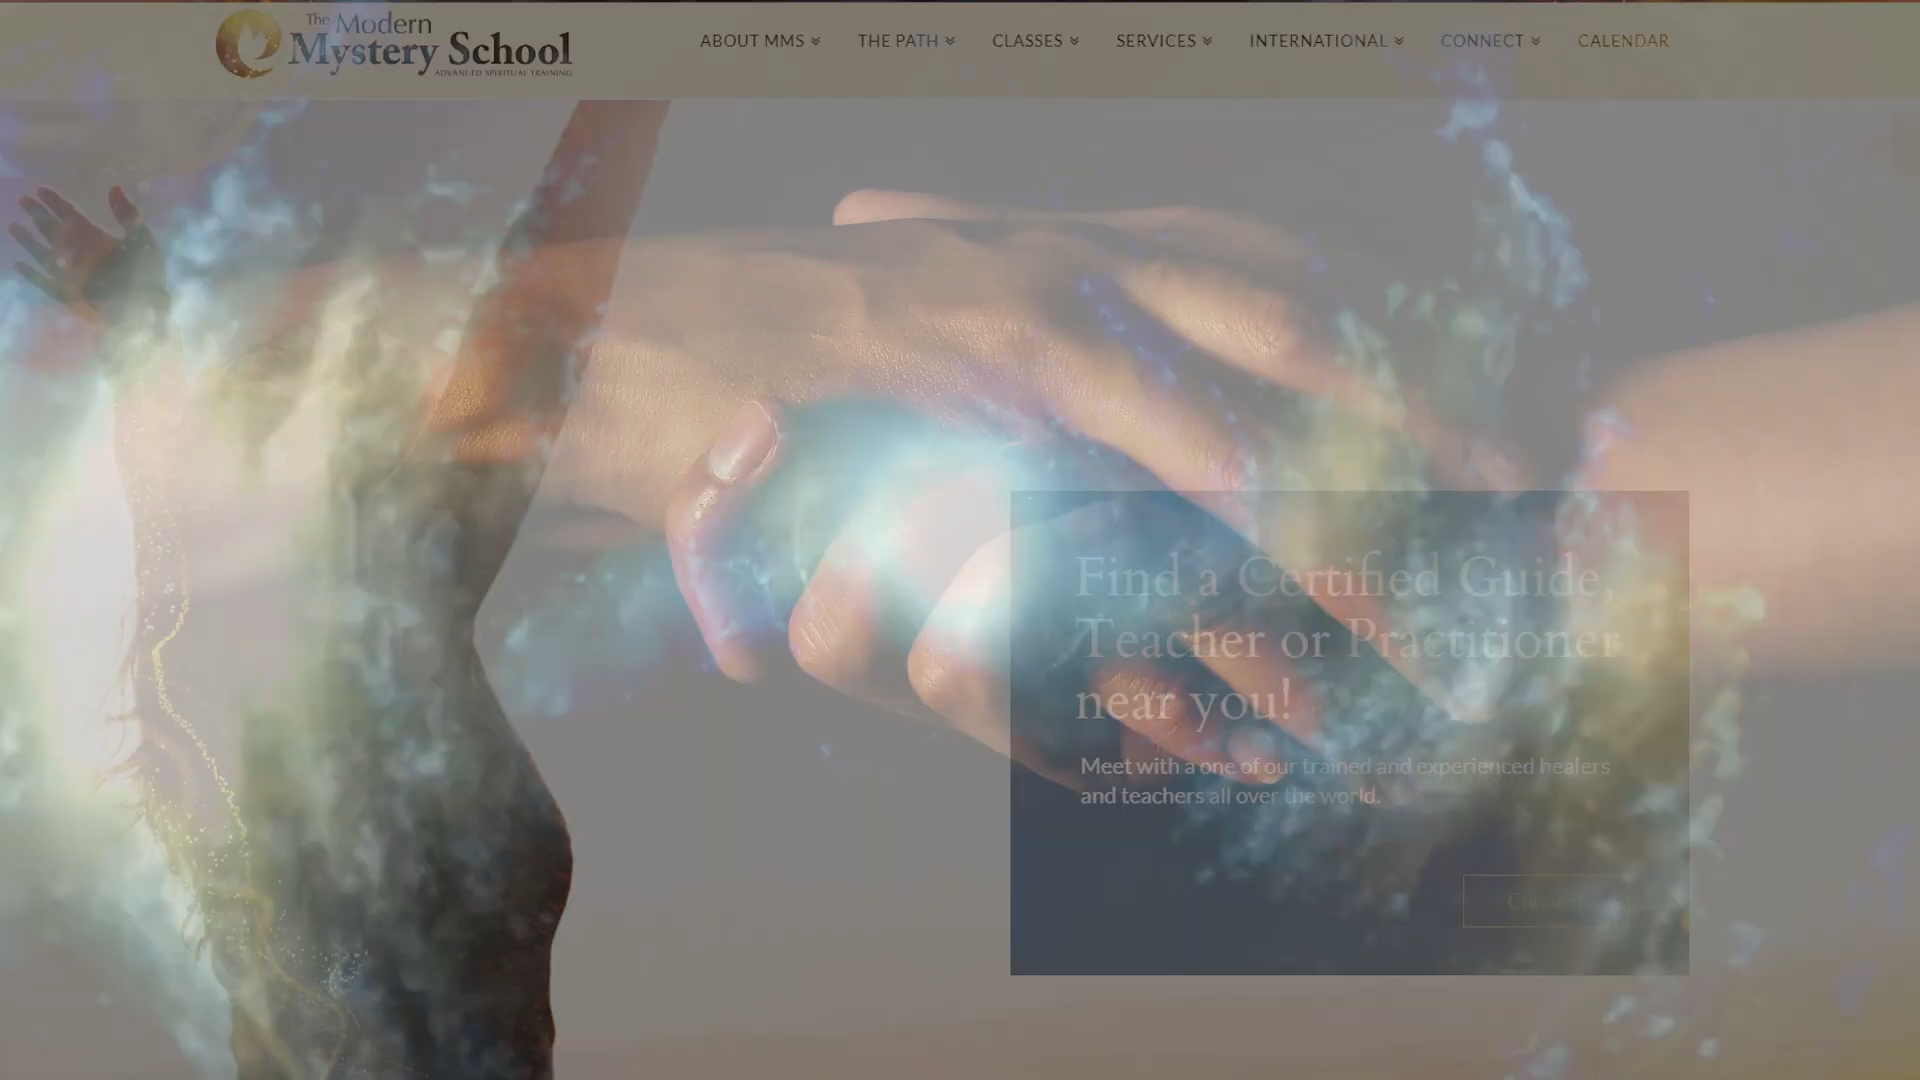 The Modern
Mystery School
ADVANCED SPIRITUAL TRAINING
ABOUT MMS
THE PATH
CLASSES
SERVICES
INTERNATIONAL
CONNECT
CALENDAR
Find a Certified Guide,
Teacher or Practitioner
near you!
Meet with a one of our trained and experienced healers
and teachers all over the world.